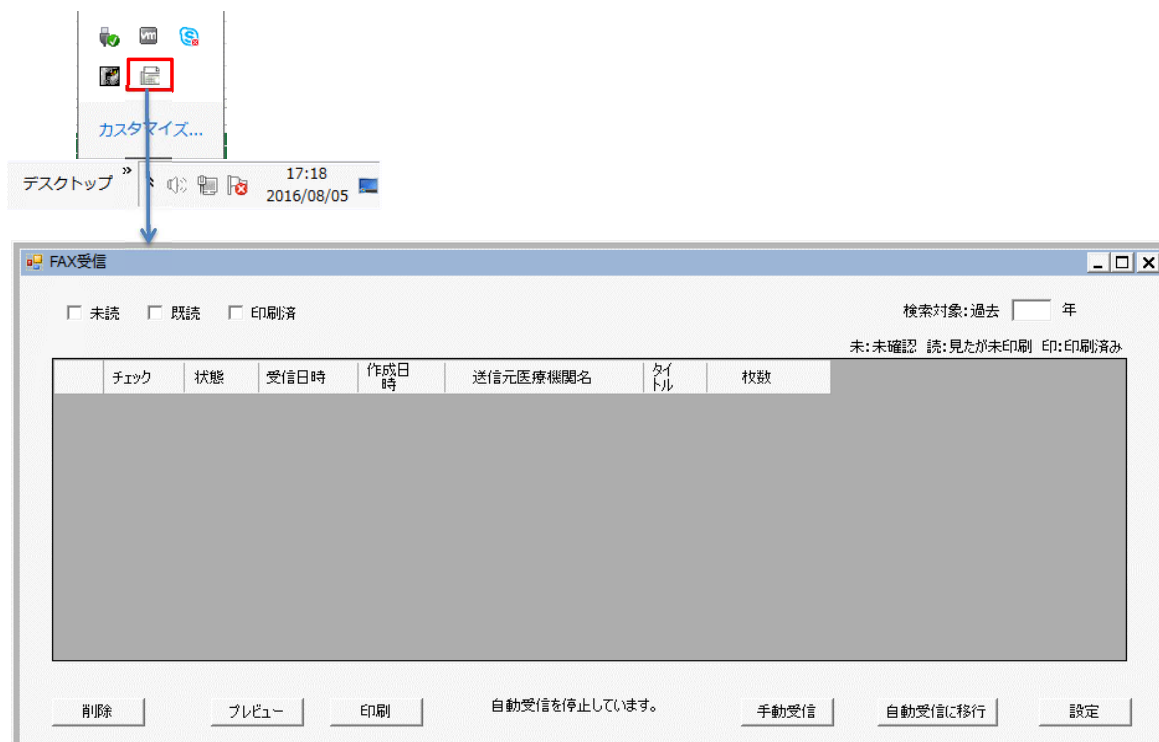 vm
カスタマイズ...
デスクトップ »
17:18
2016/08/05
FAX受信
未読 既読 印刷済
検索対象:過去 年
未:未確認 読:見たが未印刷 印:印刷済み
チェック 状態 受信日時 作成日時 送信元医療機関名 タイトル 枚数
削除 プレビュー 印刷 自動受信を停止しています。 手動受信 自動受信に移行 設定